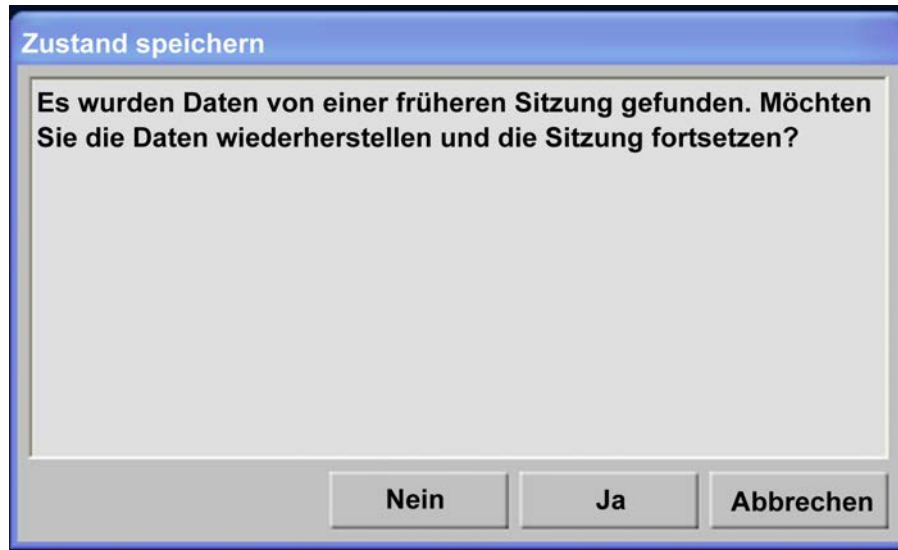 Zustand speichern
Es wurden Daten von einer früheren Sitzung gefunden. Möchten
Sie die Daten wiederherstellen und die Sitzung fortsetzen?
Nein Ja Abbrechen